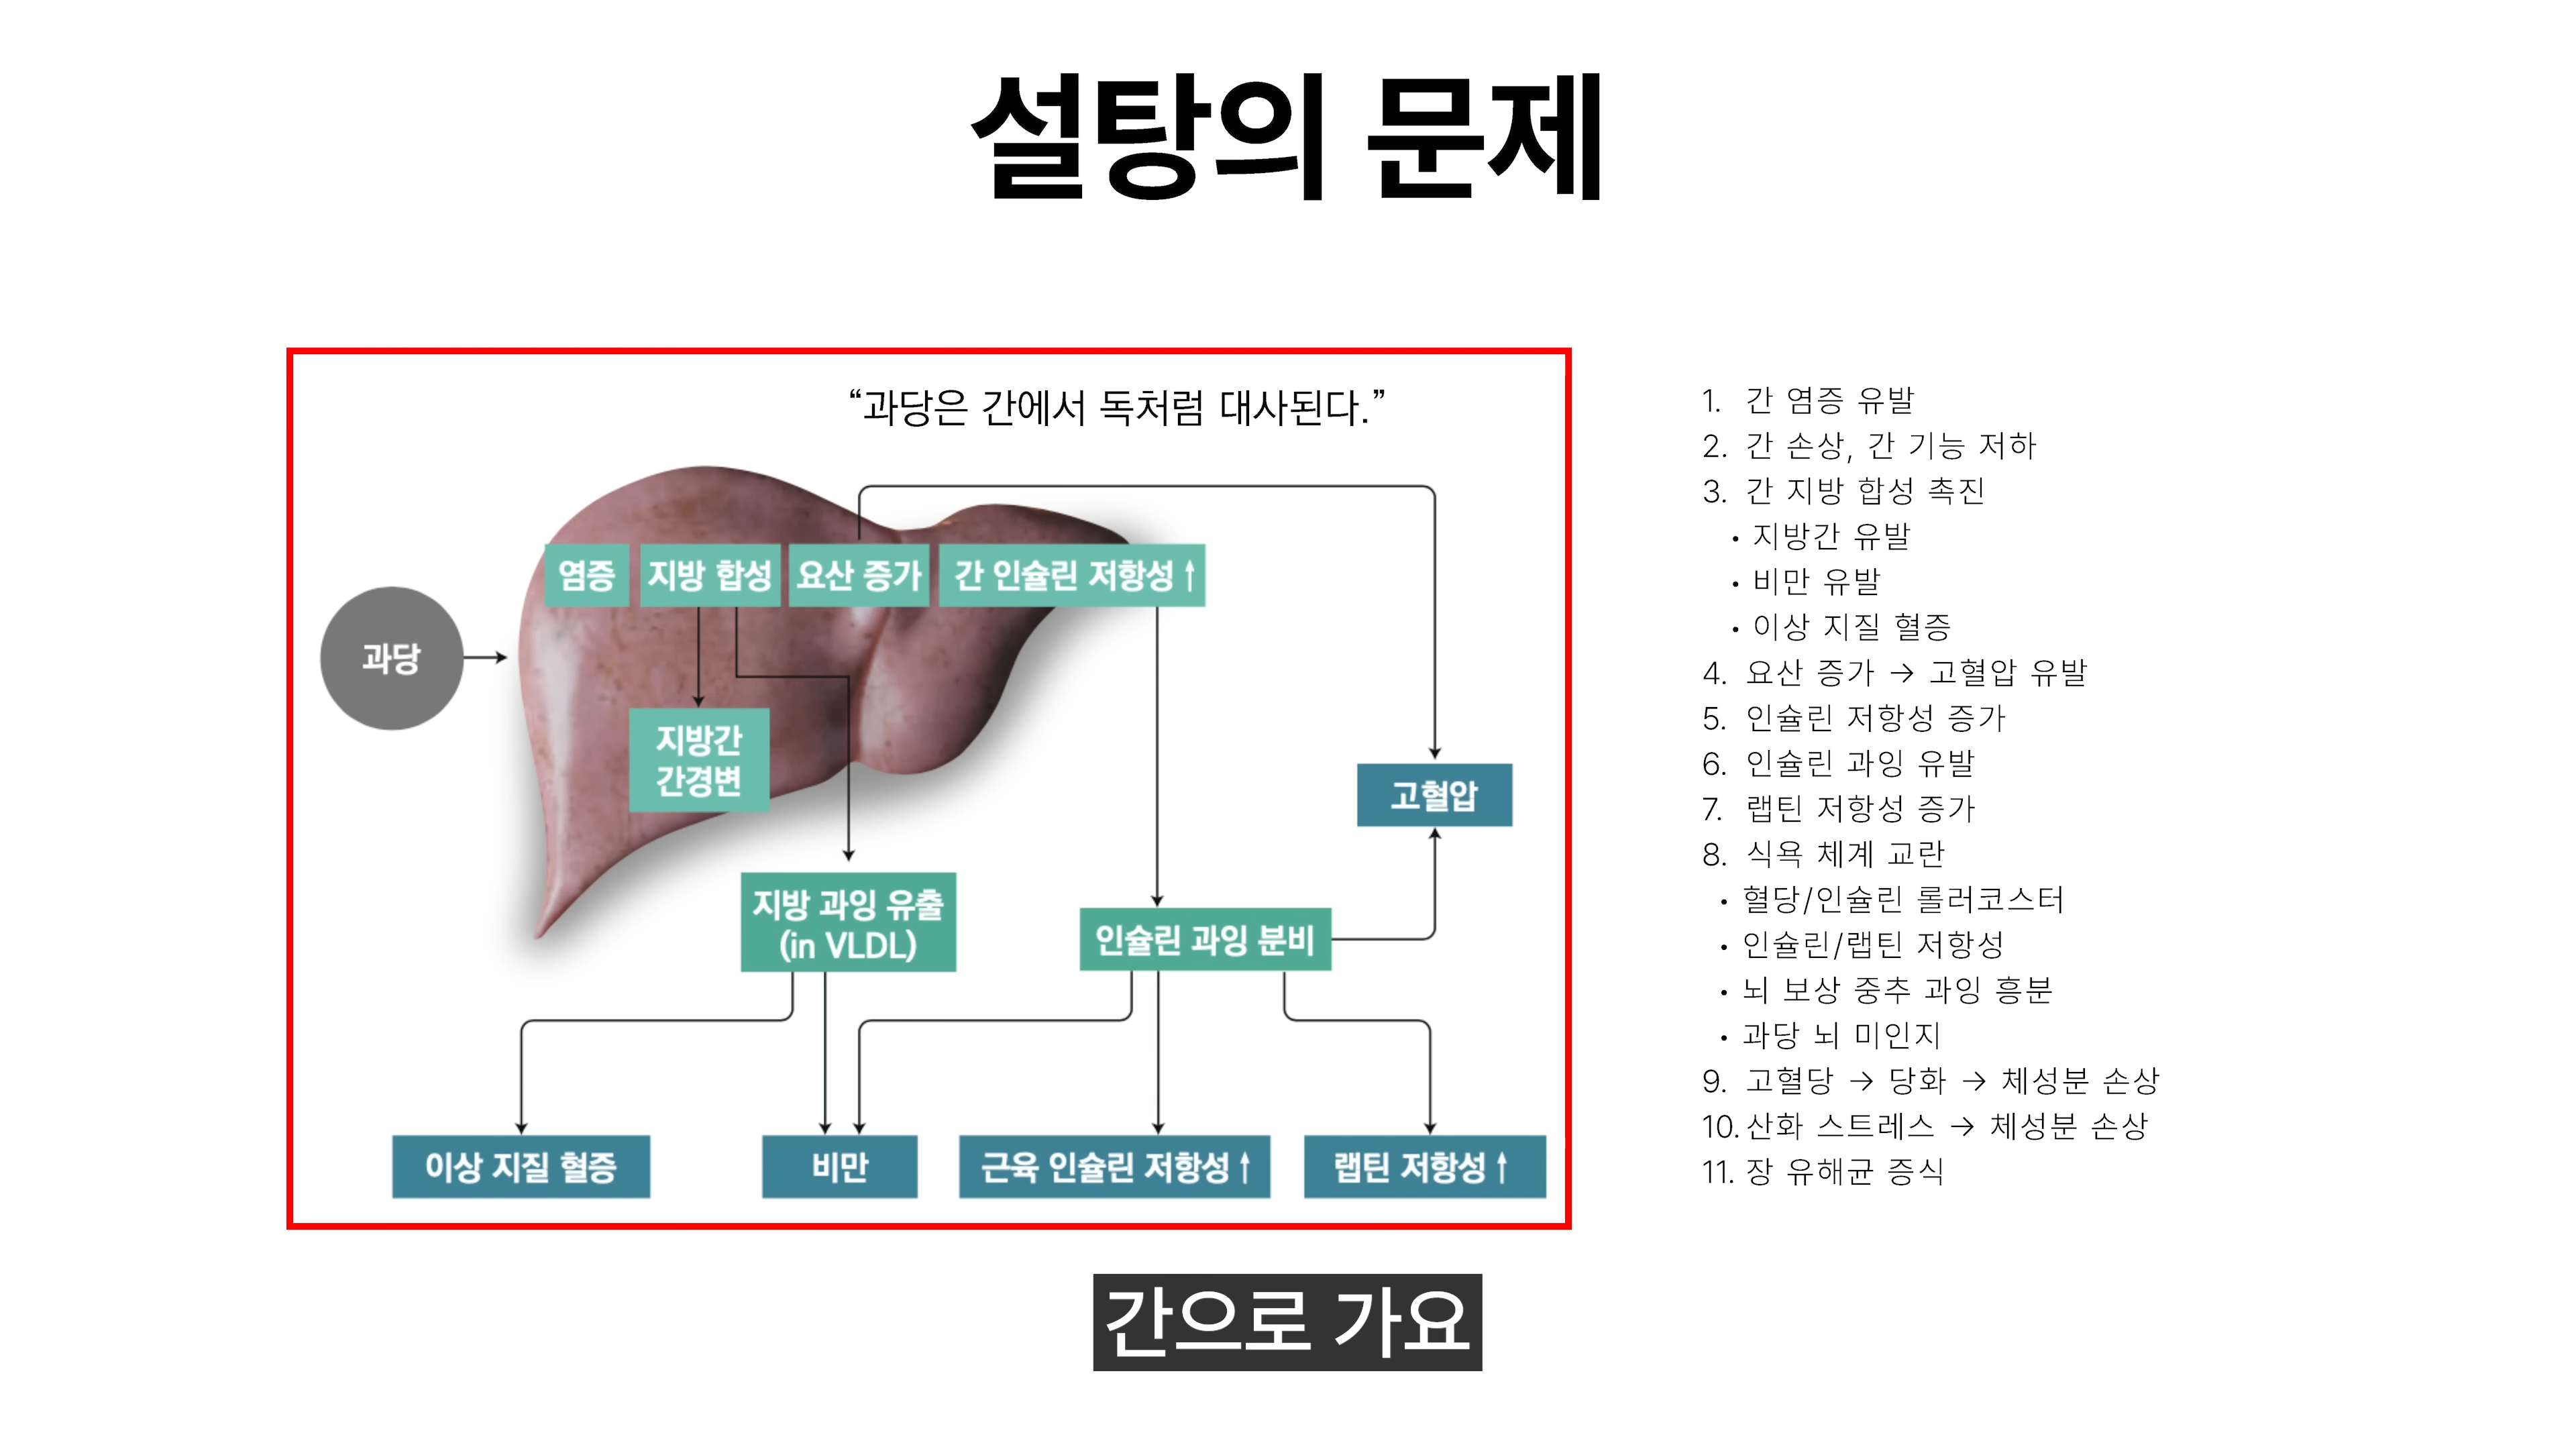 설탕의 문제
“과당은 간에서 독처럼 대사된다.”
염증
지방 합성
요산 증가
간 인슐린 저항성↑
과당
지방간
간경변
고혈압
지방 과잉 유출
(in VLDL)
인슐린 과잉 분비
이상 지질 혈증
비만
근육 인슐린 저항성↑
랩틴 저항성↑
1. 간 염증 유발
2. 간 손상, 간 기능 저하
3. 간 지방 합성 촉진
• 지방간 유발
• 비만 유발
• 이상 지질 혈증
4. 요산 증가 → 고혈압 유발
5. 인슐린 저항성 증가
6. 인슐린 과잉 유발
7. 랩틴 저항성 증가
8. 식욕 체계 교란
• 혈당/인슐린 롤러코스터
• 인슐린/랩틴 저항성
• 뇌 보상 중추 과잉 흥분
• 과당 뇌 미인지
9. 고혈당 → 당화 → 체성분 손상
10. 산화 스트레스 → 체성분 손상
11. 장 유해균 증식
간으로 가요